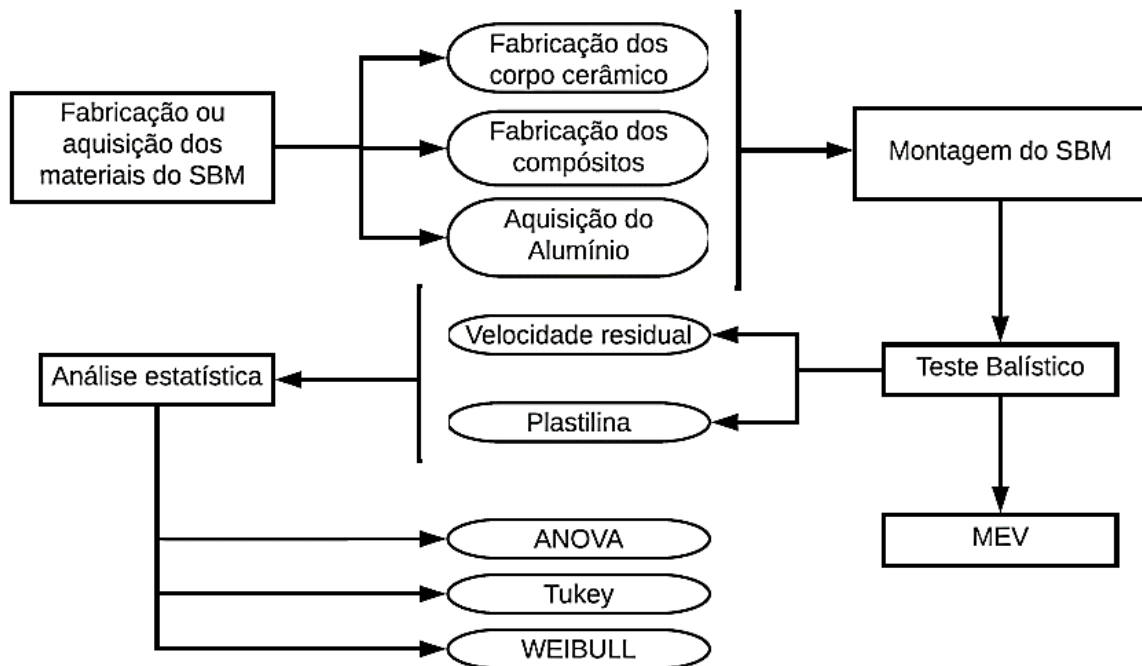 Fabricação ou
aquisição dos
materiais do SBM
Fabricação dos
corpo cerâmico
Fabricação dos
compósitos
Aquisição do
Alumínio
Montagem do SBM
Teste Balístico
MEV
Velocidade residual
Plastilina
Análise estatística
ANOVA
Tukey
WEIBULL